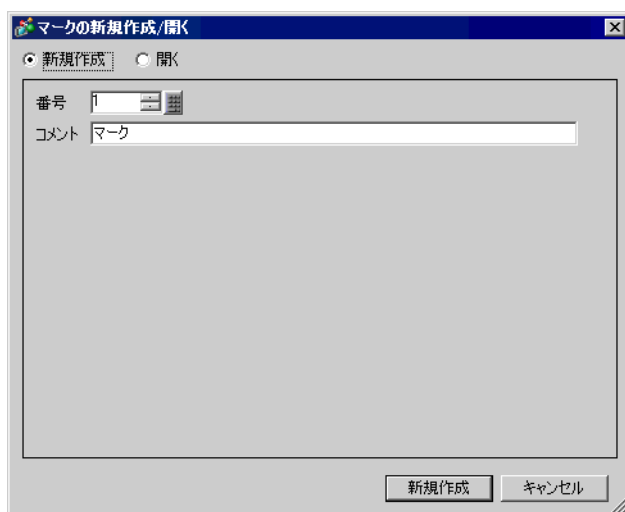 マークの新規作成/開く
新規作成 開く
番号 1
コメント マーク
新規作成 キャンセル